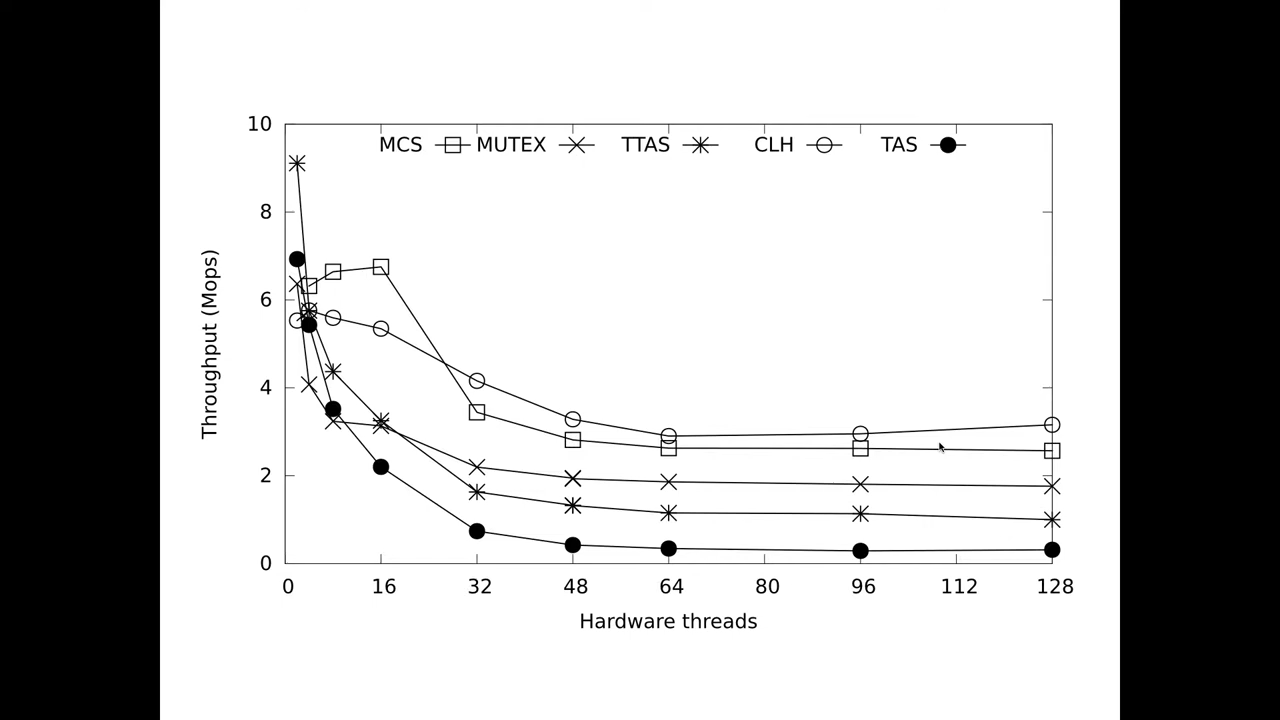 10
MCS MUTEX TTAS CLH TAS
8
6
4
2
0
Throughput (Mops)
0 16 32 48 64 80 96 112 128
Hardware threads